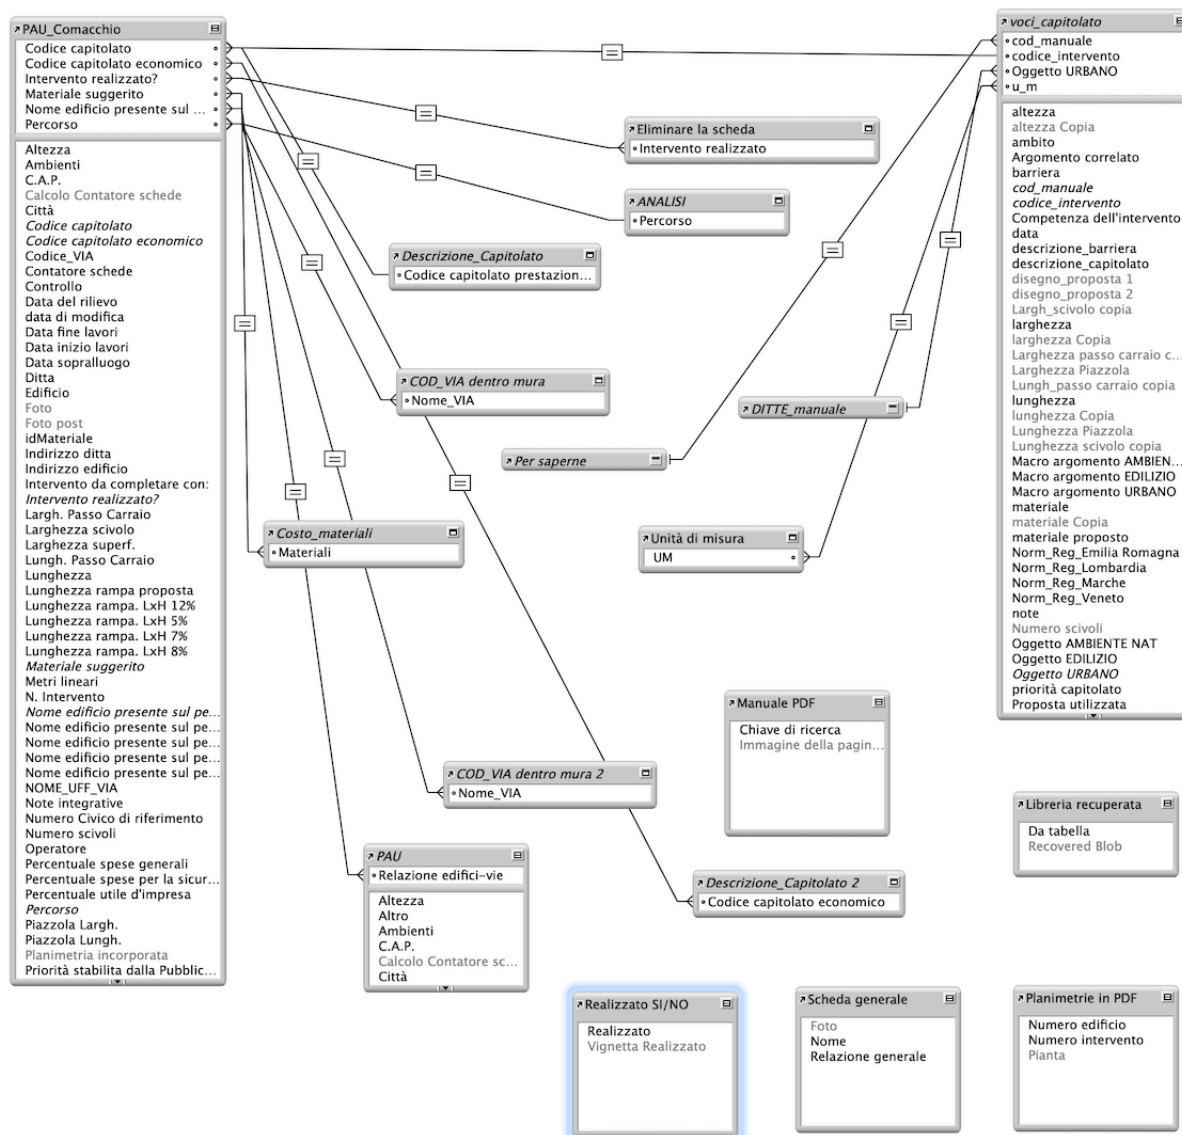 PAU_Comacchio
Codice capitolato
Codice capitolato economico
Intervento realizzato?
Materiale suggerito
Nome edificio presente sul ...
Percorso
Altezza
Ambienti
C.A.P.
Calcolo Contatore schede
Città
Codice capitolato
Codice capitolato economico
Codice_VIA
Contatore schede
Controllo
Data del rilievo
data di modifica
Data fine lavori
Data inizio lavori
Data sopralluogo
Ditta
Edificio
Foto
Foto post
idMateriale
Indirizzo ditta
Indirizzo edificio
Intervento da completare con:
Intervento realizzato?
Largh. Passo Carraio
Larghezza scivolo
Larghezza superf.
Lungh. Passo Carraio
Lunghezza
Lunghezza rampa proposta
Lunghezza rampa. LxH 12%
Lunghezza rampa. LxH 5%
Lunghezza rampa. LxH 7%
Lunghezza rampa. LxH 8%
Materiale suggerito
Metri lineari
N. Intervento
Nome edificio presente sul pe...
Nome edificio presente sul pe...
Nome edificio presente sul pe...
Nome edificio presente sul pe...
Nome edificio presente sul pe...
NOME_UFF_VIA
Note integrative
Numero Civico di riferimento
Numero scivoli
Operatore
Percentuale spese generali
Percentuale spese per la sicur...
Percentuale utile d'impresa
Percorso
Piazzola Largh.
Piazzola Lungh.
Planimetria incorporata
Priorità stabilita dalla Pubblic...
Eliminare la scheda
Intervento realizzato
ANALISI
Percorso
Descrizione_Capitolato
Codice capitolato prestazion...
COD_VIA dentro mura
Nome_VIA
DITTE_manuale
Per saperne
Costo_materiali
Materiali
Unità di misura
UM
Manuale PDF
Chiave di ricerca
Immagine della pagin...
COD_VIA dentro mura 2
Nome_VIA
PAU
Relazione edifici-vie
Altezza
Altro
Ambienti
C.A.P.
Calcolo Contatore sc...
Città
Descrizione_Capitolato 2
Codice capitolato economico
Realizzato SI/NO
Realizzato
Vignetta Realizzato
Scheda generale
Foto
Nome
Relazione generale
voci_capitolato
cod_manuale
codice_intervento
Oggetto URBANO
u_m
altezza
altezza Copia
ambito
Argomento correlato
barriera
cod_manuale
codice_intervento
Competenza dell'intervento
data
descrizione_barriera
descrizione_capitolato
disegno_proposta 1
disegno_proposta 2
Largh_scivolo copia
larghezza
larghezza Copia
Larghezza passo carraio c...
Larghezza Piazzola
Lungh_passo carraio copia
lunghezza
lunghezza Copia
Lunghezza Piazzola
Lunghezza scivolo copia
Macro argomento AMBIEN...
Macro argomento EDILIZIO
Macro argomento URBANO
materiale
materiale Copia
materiale proposto
Norm_Reg_Emilia Romagna
Norm_Reg_Lombardia
Norm_Reg_Marche
Norm_Reg_Veneto
note
Numero scivoli
Oggetto AMBIENTE NAT
Oggetto EDILIZIO
Oggetto URBANO
priorità capitolato
Proposta utilizzata
Libreria recuperata
Da tabella
Recovered Blob
Planimetrie in PDF
Numero edificio
Numero intervento
Pianta